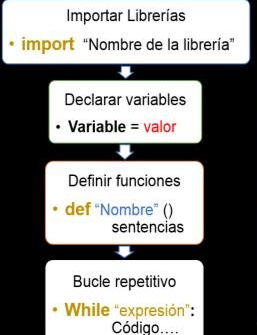 Importar Librerías
• import “Nombre de la librería”
Declarar variables
• Variable = valor
Definir funciones
• def “Nombre” ()
sentencias
Bucle repetitivo
• While “expresión”:
Código….